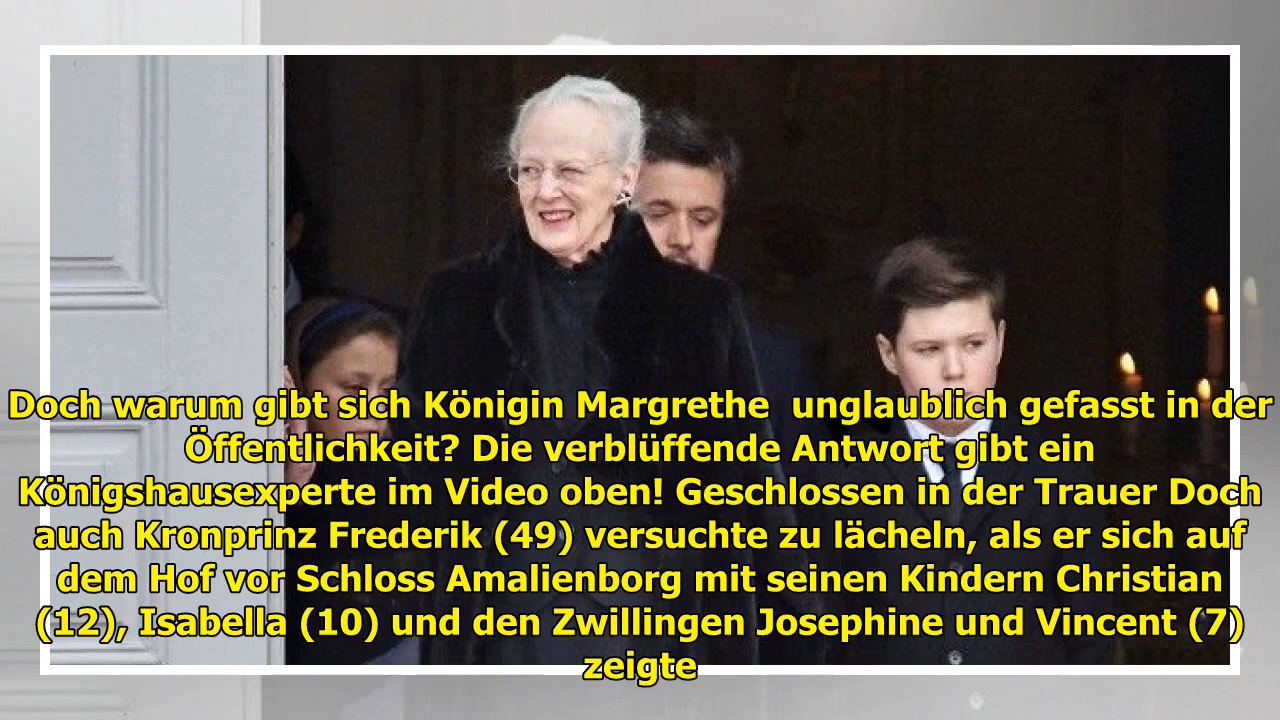 Doch warum gibt sich Königin Margrethe  unglaublich gefasst in der
Öffentlichkeit? Die verblüffende Antwort gibt ein
Königshausexperte im Video oben! Geschlossen in der Trauer Doch
auch Kronprinz Frederik (49) versuchte zu lächeln, als er sich auf
dem Hof vor Schloss Amalienborg mit seinen Kindern Christian
(12), Isabella (10) und den Zwillingen Josephine und Vincent (7)
zeigte